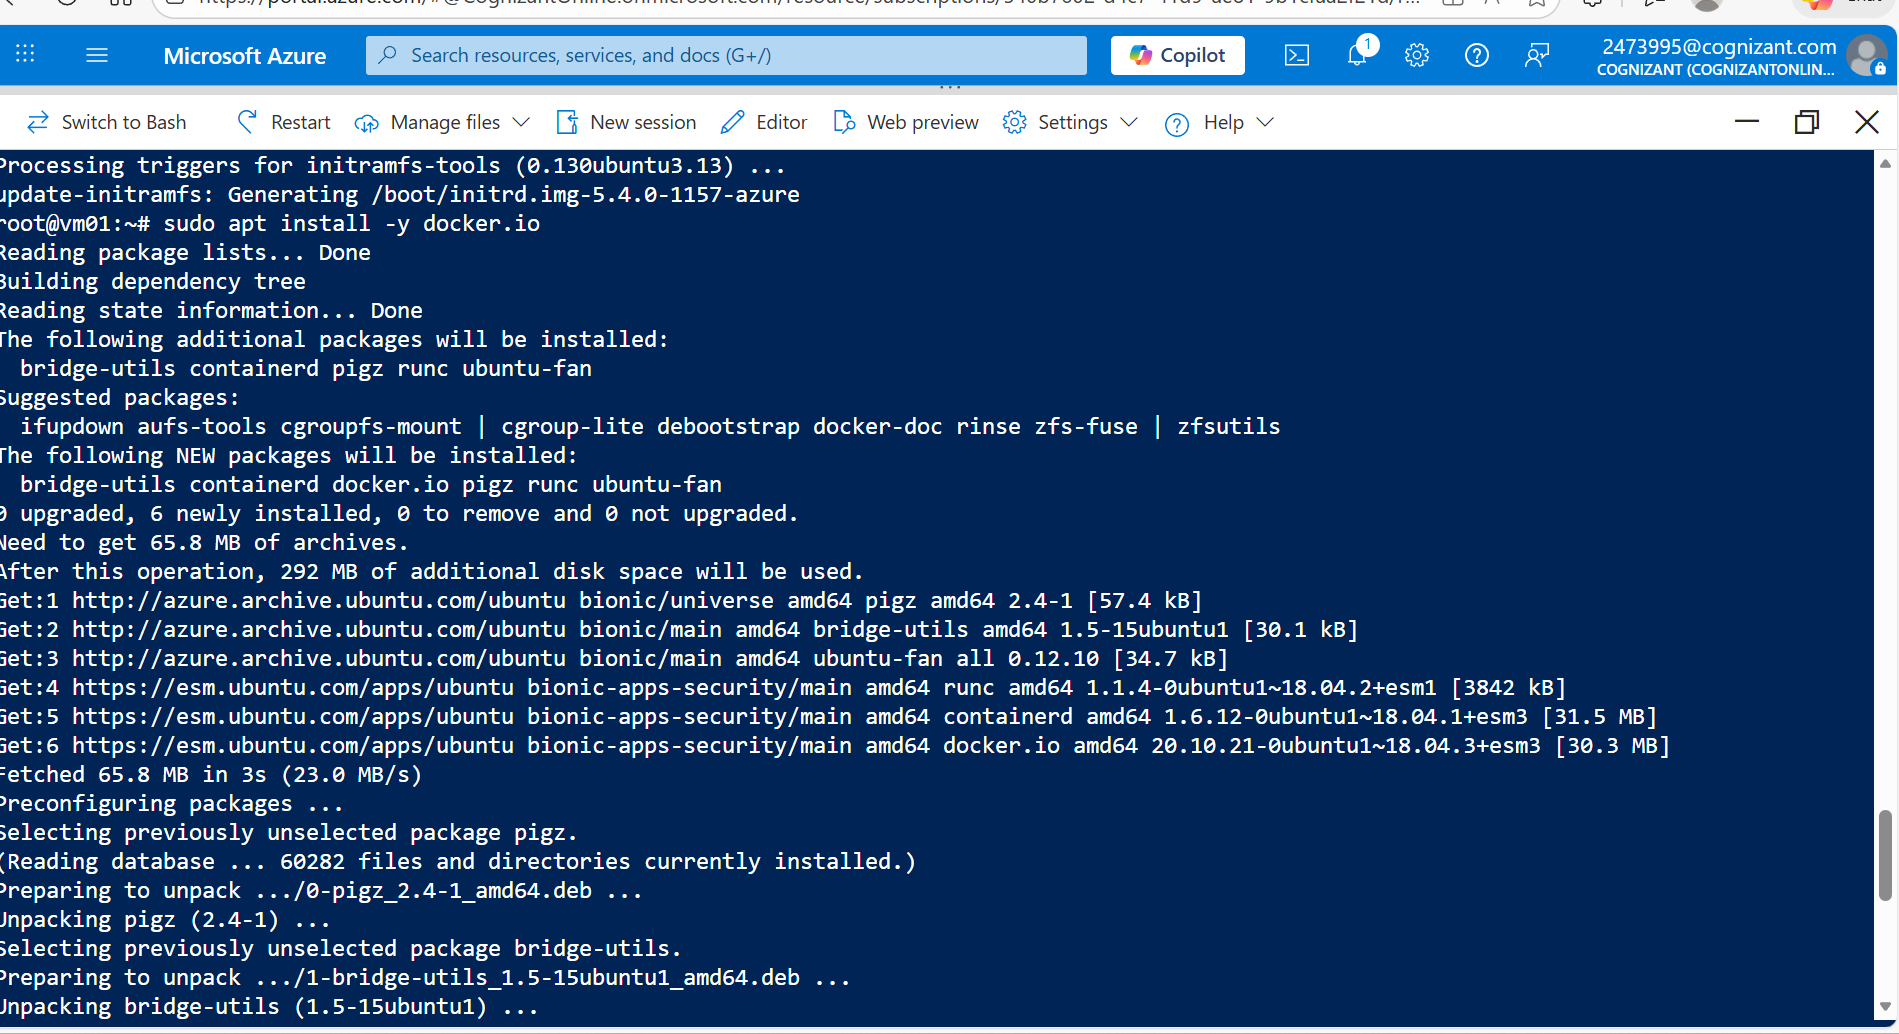 Microsoft Azure
Search resources, services, and docs (G+/)
Copilot
1
2473995@cognizant.com
COGNIZANT (COGNIZANTONLIN...
Switch to Bash
Restart
Manage files
New session
Editor
Web preview
Settings
Help
Processing triggers for initramfs-tools (0.130ubuntu3.13) ...
update-initramfs: Generating /boot/initrd.img-5.4.0-1157-azure
root@vm01:~# sudo apt install -y docker.io
Reading package lists... Done
Building dependency tree
Reading state information... Done
The following additional packages will be installed:
  bridge-utils containerd pigz runc ubuntu-fan
Suggested packages:
  ifupdown aufs-tools cgroupfs-mount | cgroup-lite debootstrap docker-doc rinse zfs-fuse | zfsutils
The following NEW packages will be installed:
  bridge-utils containerd docker.io pigz runc ubuntu-fan
0 upgraded, 6 newly installed, 0 to remove and 0 not upgraded.
Need to get 65.8 MB of archives.
After this operation, 292 MB of additional disk space will be used.
Get:1 http://azure.archive.ubuntu.com/ubuntu bionic/universe amd64 pigz amd64 2.4-1 [57.4 kB]
Get:2 http://azure.archive.ubuntu.com/ubuntu bionic/main amd64 bridge-utils amd64 1.5-15ubuntu1 [30.1 kB]
Get:3 http://azure.archive.ubuntu.com/ubuntu bionic/main amd64 ubuntu-fan all 0.12.10 [34.7 kB]
Get:4 https://esm.ubuntu.com/apps/ubuntu bionic-apps-security/main amd64 runc amd64 1.1.4-0ubuntu1~18.04.2+esm1 [3842 kB]
Get:5 https://esm.ubuntu.com/apps/ubuntu bionic-apps-security/main amd64 containerd amd64 1.6.12-0ubuntu1~18.04.1+esm3 [31.5 MB]
Get:6 https://esm.ubuntu.com/apps/ubuntu bionic-apps-security/main amd64 docker.io amd64 20.10.21-0ubuntu1~18.04.3+esm3 [30.3 MB]
Fetched 65.8 MB in 3s (23.0 MB/s)
Preconfiguring packages ...
Selecting previously unselected package pigz.
(Reading database ... 60282 files and directories currently installed.)
Preparing to unpack .../0-pigz_2.4-1_amd64.deb ...
Unpacking pigz (2.4-1) ...
Selecting previously unselected package bridge-utils.
Preparing to unpack .../1-bridge-utils_1.5-15ubuntu1_amd64.deb ...
Unpacking bridge-utils (1.5-15ubuntu1) ...